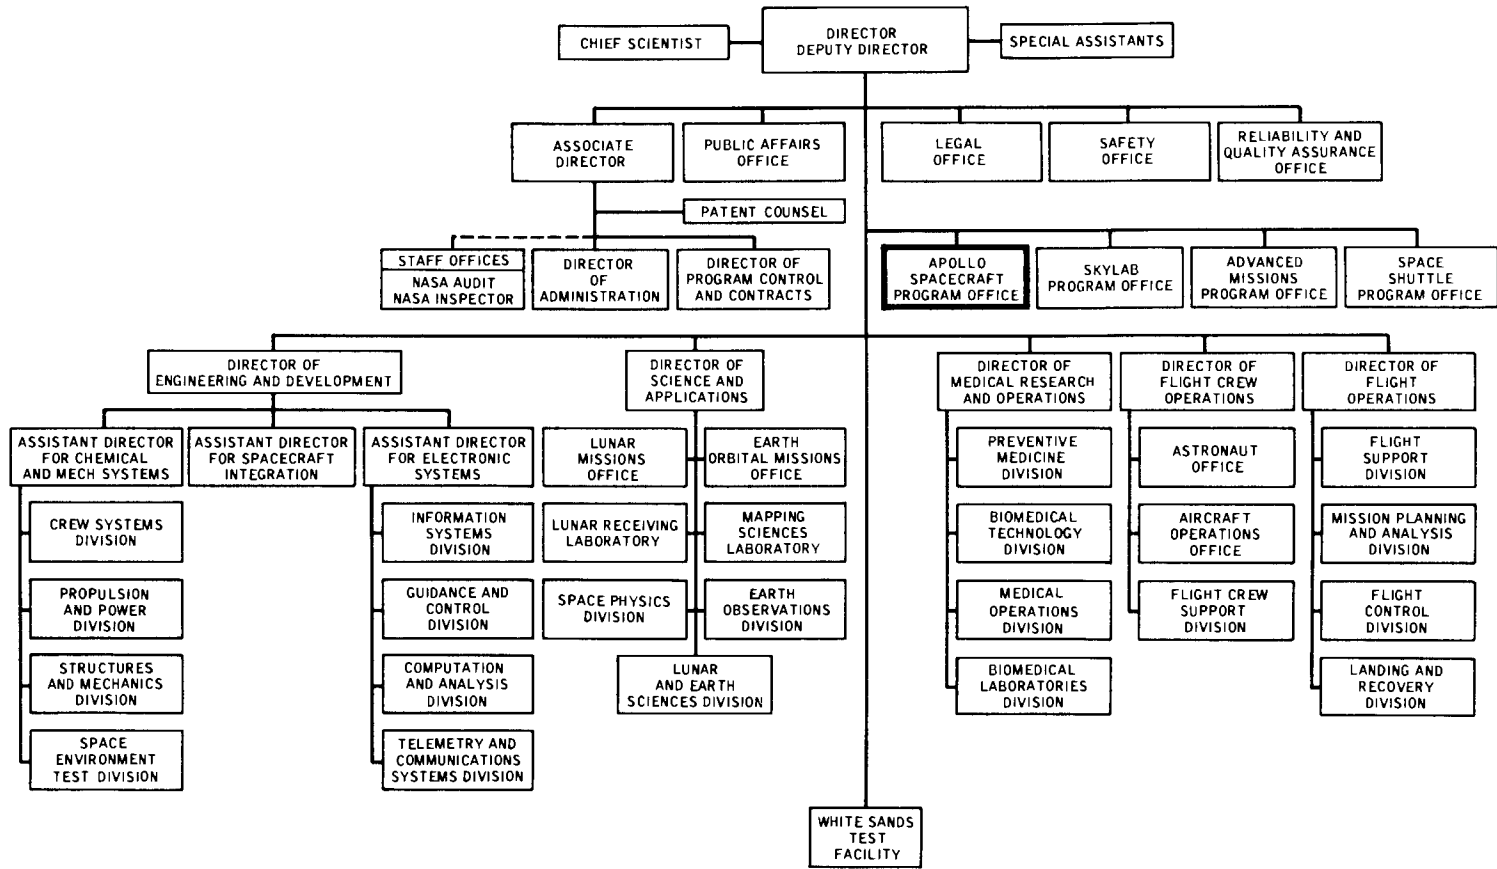 CHIEF SCIENTIST
DIRECTOR
DEPUTY DIRECTOR
SPECIAL ASSISTANTS
ASSOCIATE
DIRECTOR
PUBLIC AFFAIRS
OFFICE
LEGAL
OFFICE
SAFETY
OFFICE
RELIABILITY AND
QUALITY ASSURANCE
OFFICE
PATENT COUNSEL
STAFF OFFICES
NASA AUDIT
NASA INSPECTOR
DIRECTOR
OF
ADMINISTRATION
DIRECTOR OF
PROGRAM CONTROL
AND CONTRACTS
APOLLO
SPACECRAFT
PROGRAM OFFICE
SKYLAB
PROGRAM OFFICE
ADVANCED
MISSIONS
PROGRAM OFFICE
SPACE
SHUTTLE
PROGRAM OFFICE
DIRECTOR OF
ENGINEERING AND DEVELOPMENT
DIRECTOR OF
SCIENCE AND
APPLICATIONS
DIRECTOR OF
MEDICAL RESEARCH
AND OPERATIONS
DIRECTOR OF
FLIGHT CREW
OPERATIONS
DIRECTOR OF
FLIGHT
OPERATIONS
ASSISTANT DIRECTOR
FOR CHEMICAL
AND MECH SYSTEMS
ASSISTANT DIRECTOR
FOR SPACECRAFT
INTEGRATION
ASSISTANT DIRECTOR
FOR ELECTRONIC
SYSTEMS
LUNAR
MISSIONS
OFFICE
EARTH
ORBITAL MISSIONS
OFFICE
PREVENTIVE
MEDICINE
DIVISION
ASTRONAUT
OFFICE
FLIGHT
SUPPORT
DIVISION
CREW SYSTEMS
DIVISION
INFORMATION
SYSTEMS
DIVISION
LUNAR RECEIVING
LABORATORY
MAPPING
SCIENCES
LABORATORY
BIOMEDICAL
TECHNOLOGY
DIVISION
AIRCRAFT
OPERATIONS
OFFICE
MISSION PLANNING
AND ANALYSIS
DIVISION
PROPULSION
AND POWER
DIVISION
GUIDANCE AND
CONTROL
DIVISION
SPACE PHYSICS
DIVISION
EARTH
OBSERVATIONS
DIVISION
MEDICAL
OPERATIONS
DIVISION
FLIGHT CREW
SUPPORT
DIVISION
FLIGHT
CONTROL
DIVISION
STRUCTURES
AND MECHANICS
DIVISION
COMPUTATION
AND ANALYSIS
DIVISION
LUNAR
AND EARTH
SCIENCES DIVISION
BIOMEDICAL
LABORATORIES
DIVISION
LANDING AND
RECOVERY
DIVISION
SPACE
ENVIRONMENT
TEST DIVISION
TELEMETRY AND
COMMUNICATIONS
SYSTEMS DIVISION
WHITE SANDS
TEST
FACILITY